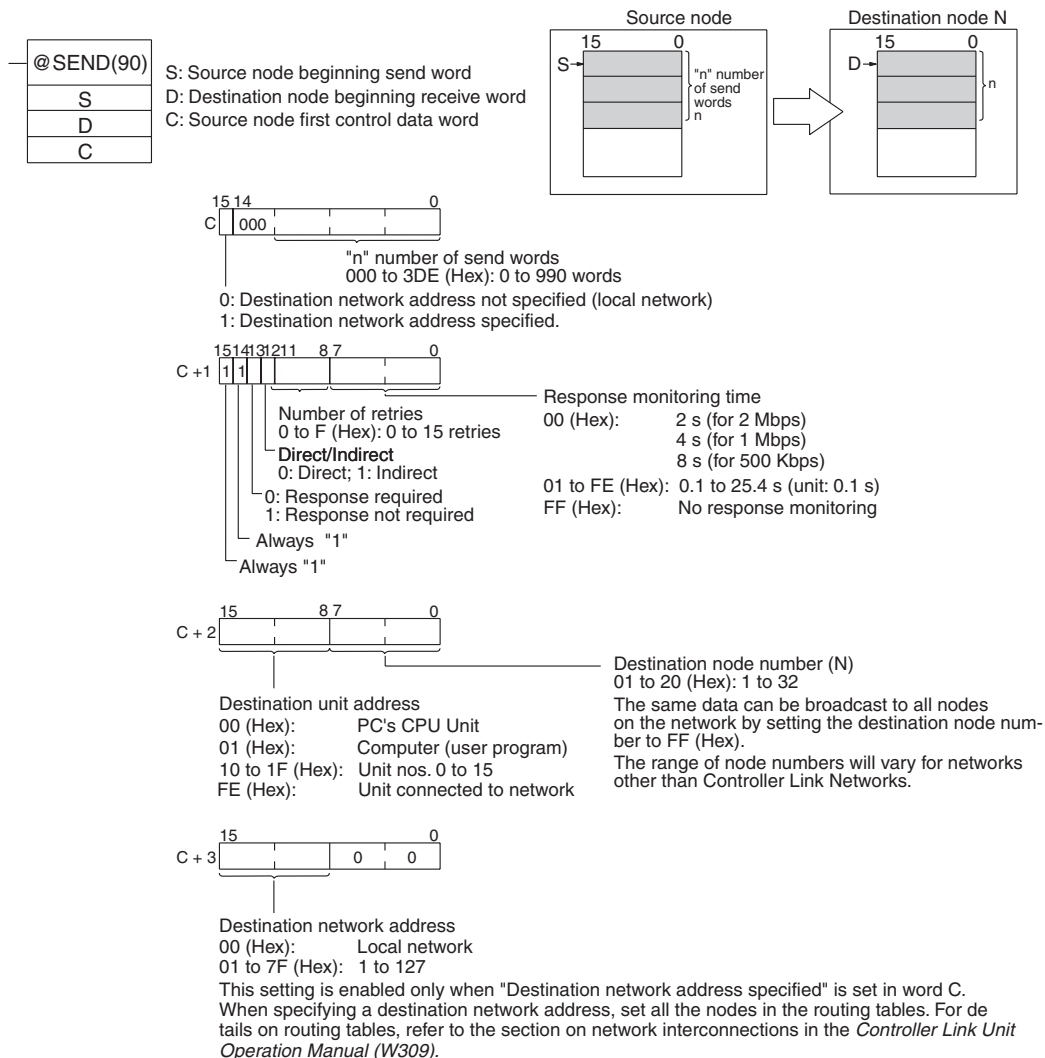 Source node
Destination node N
@SEND(90)
S
D
C
S: Source node beginning send word
D: Destination node beginning receive word
C: Source node first control data word
15 0
S
"n" number
of send
words
n
15 0
D
n
15 14 0
C 000
"n" number of send words
000 to 3DE (Hex): 0 to 990 words
0: Destination network address not specified (local network)
1: Destination network address specified.
15 14 13 12 11 8 7 0
C +1 1 1
Number of retries
0 to F (Hex): 0 to 15 retries
Direct/Indirect
0: Direct; 1: Indirect
0: Response required
1: Response not required
Always "1"
Always "1"
Response monitoring time
00 (Hex): 2 s (for 2 Mbps)
4 s (for 1 Mbps)
8 s (for 500 Kbps)
01 to FE (Hex): 0.1 to 25.4 s (unit: 0.1 s)
FF (Hex): No response monitoring
15 8 7 0
C + 2
Destination unit address
00 (Hex): PC's CPU Unit
01 (Hex): Computer (user program)
10 to 1F (Hex): Unit nos. 0 to 15
FE (Hex): Unit connected to network
Destination node number (N)
01 to 20 (Hex): 1 to 32
The same data can be broadcast to all nodes
on the network by setting the destination node num-
ber to FF (Hex).
The range of node numbers will vary for networks
other than Controller Link Networks.
15 0
C + 3 0 0
Destination network address
00 (Hex): Local network
01 to 7F (Hex): 1 to 127
This setting is enabled only when "Destination network address specified" is set in word C.
When specifying a destination network address, set all the nodes in the routing tables. For de
tails on routing tables, refer to the section on network interconnections in the Controller Link Unit
Operation Manual (W309).